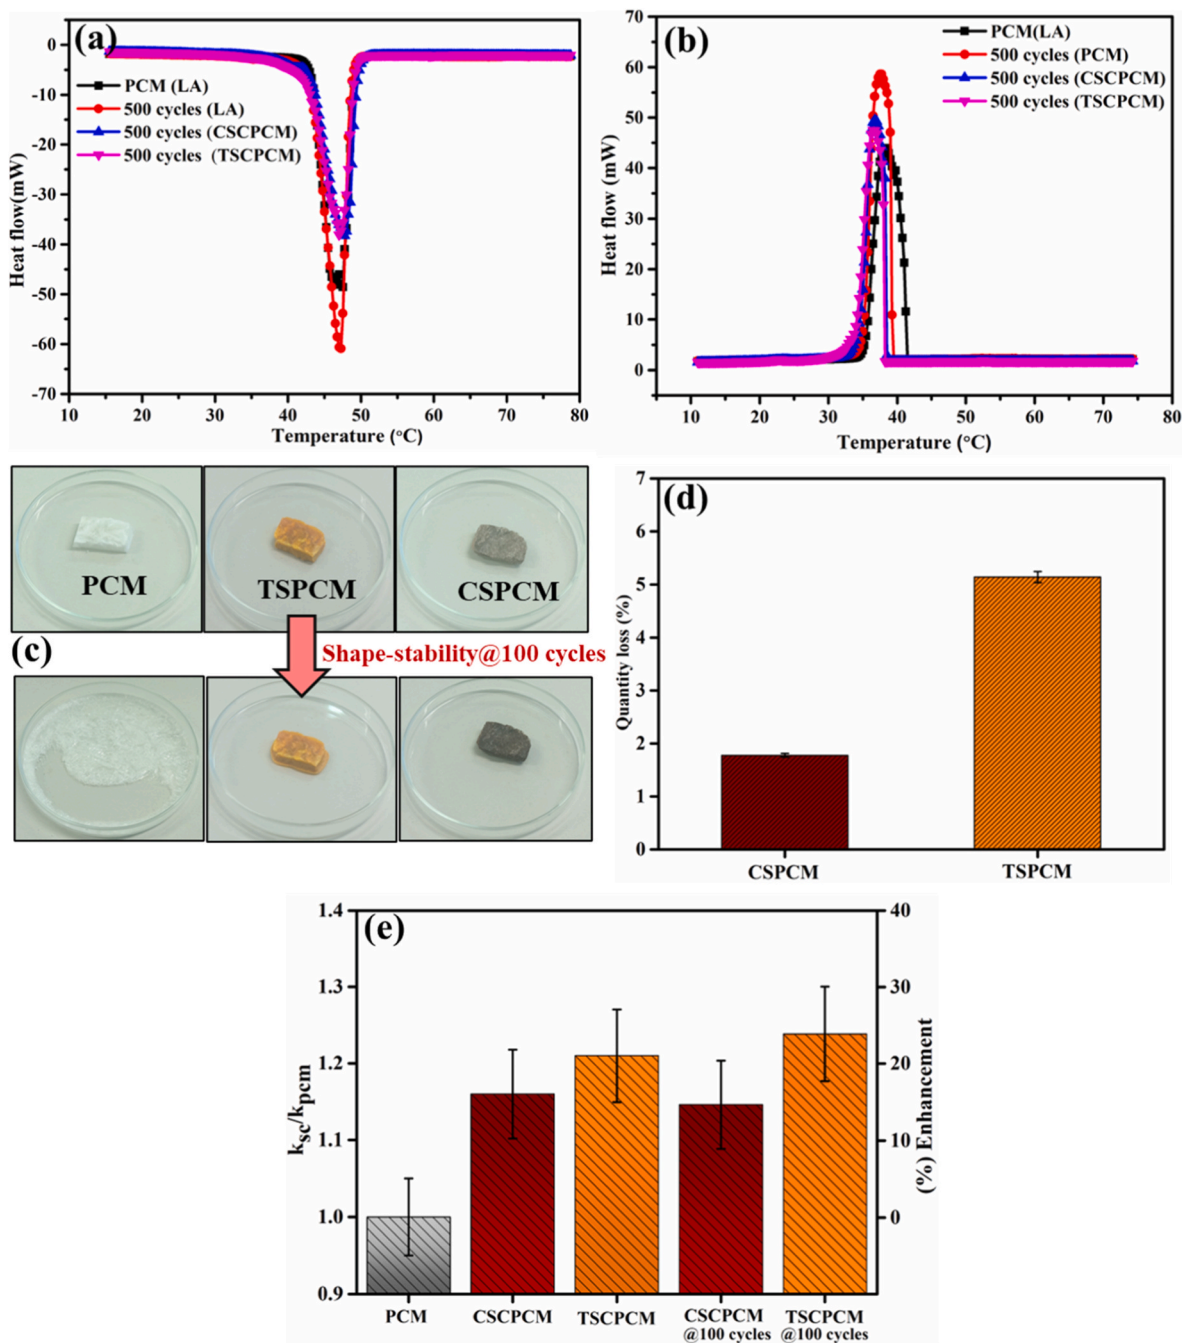 (a)
0
-10
-20
-30
-40
-50
-60
-70
Heat flow(mW)
PCM (LA)
500 cycles (LA)
500 cycles (CSCPCM)
500 cycles (TSCPCM)
10 20 30 40 50 60 70 80
Temperature (°C)
(b)
70
60
50
40
30
20
10
0
Heat flow (mW)
PCM(LA)
500 cycles (PCM)
500 cycles (CSCPCM)
500 cycles (TSCPCM)
10 20 30 40 50 60 70 80
Temperature (°C)
PCM
TSPCM
CSPCM
(c)
Shape-stability@100 cycles
(d)
7
6
5
4
3
2
1
0
Quantity loss (%)
CSPCM TSPCM
(e)
1.4
1.3
1.2
1.1
1.0
0.9
ksc/kpcm
40
30
20
10
0
(%) Enhancement
PCM CSCPCM TSCPCM CSCPCM TSCPCM
@100 cycles @100 cycles